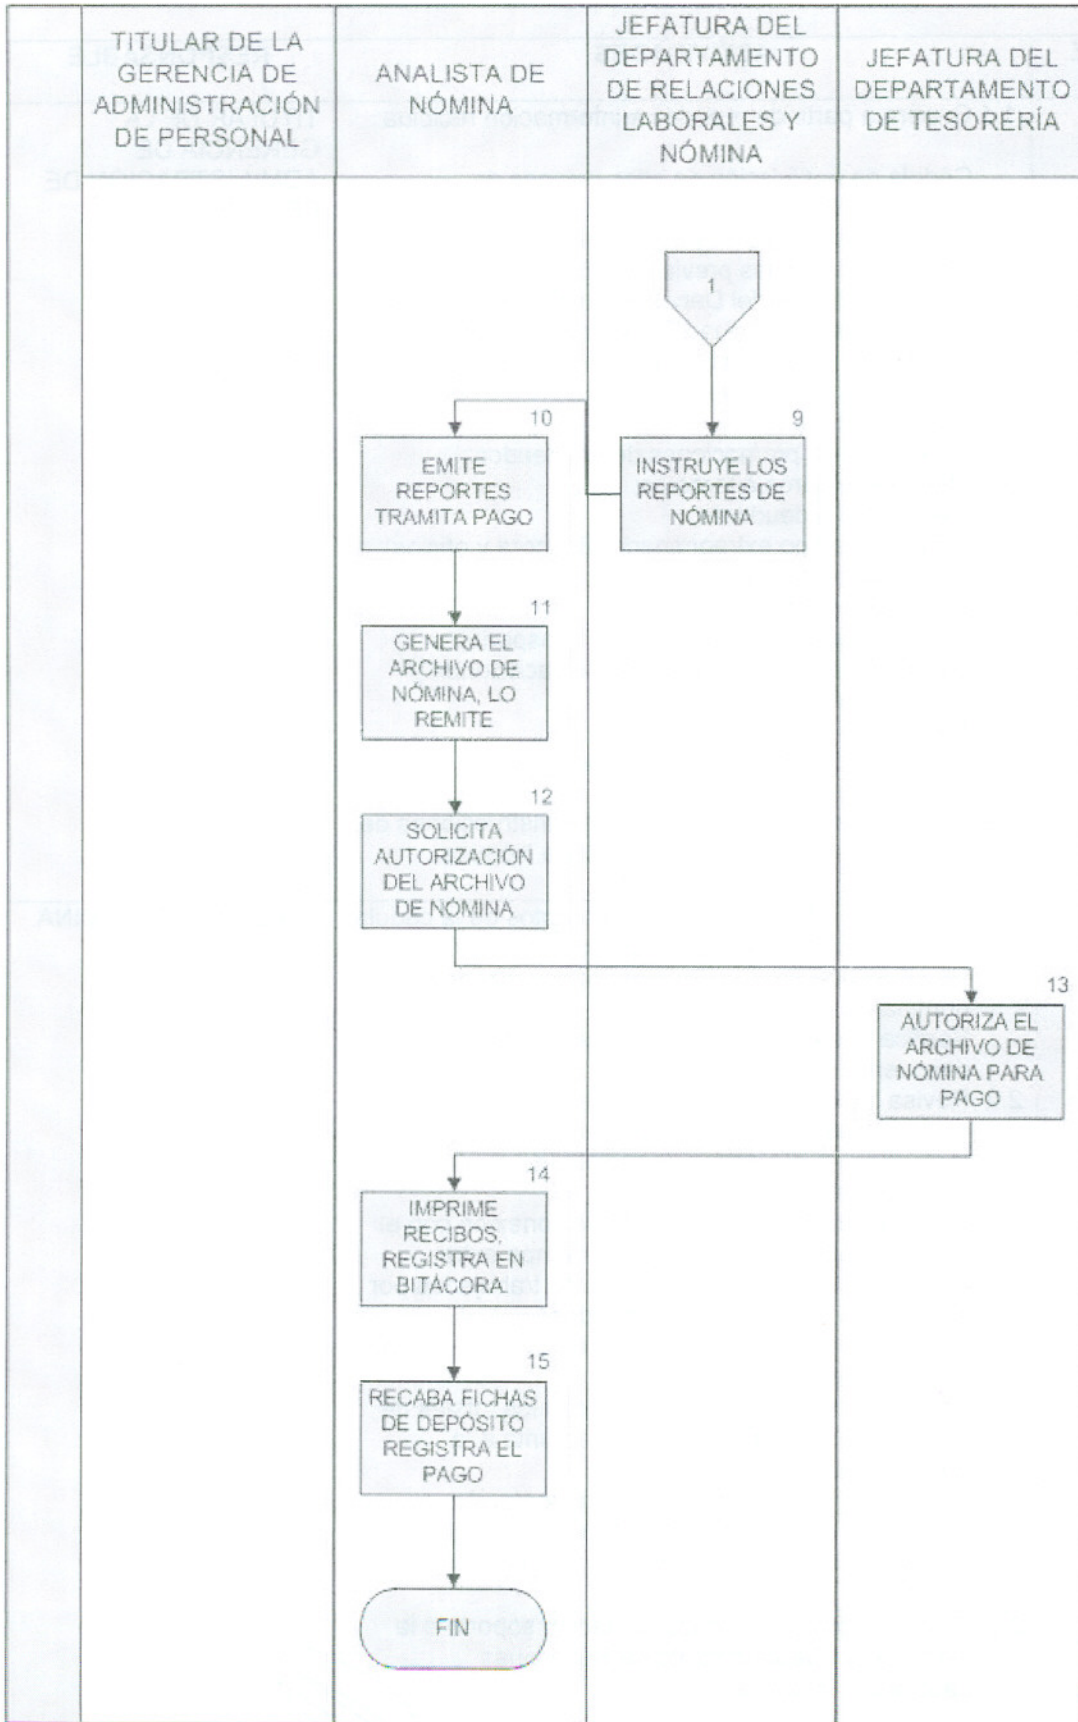 TITULAR DE LA
GERENCIA DE
ADMINISTRACIÓN
DE PERSONAL
ANALISTA DE
NÓMINA
JEFATURA DEL
DEPARTAMENTO
DE RELACIONES
LABORALES Y
NÓMINA
JEFATURA DEL
DEPARTAMENTO
DE TESORERÍA
1
9
INSTRUYE LOS
REPORTES DE
NÓMINA
10
EMITE
REPORTES
TRAMITA PAGO
11
GENERA EL
ARCHIVO DE
NÓMINA, LO
REMITE
12
SOLICITA
AUTORIZACIÓN
DEL ARCHIVO
DE NÓMINA
13
AUTORIZA EL
ARCHIVO DE
NÓMINA PARA
PAGO
14
IMPRIME
RECIBOS,
REGISTRA EN
BITÁCORA.
15
RECABA FICHAS
DE DEPÓSITO
REGISTRA EL
PAGO
FIN